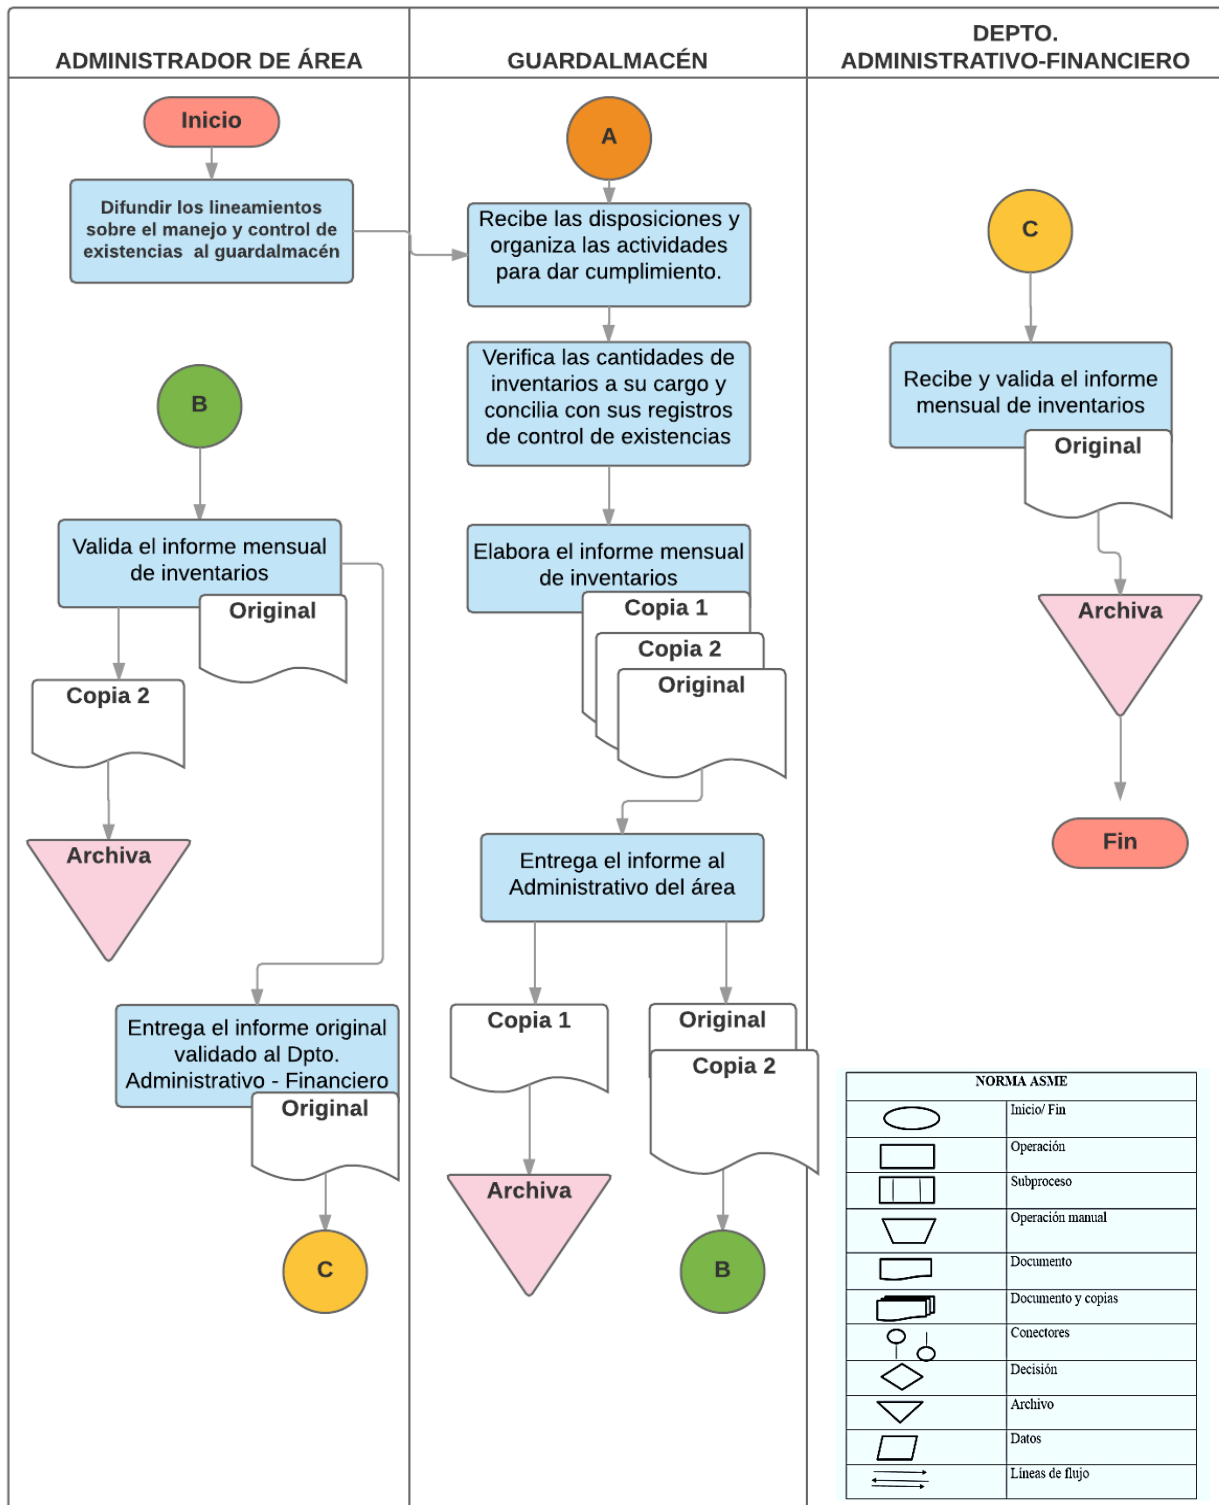 ADMINISTRADOR DE ÁREA
GUARDALMACÉN
DEPTO.
ADMINISTRATIVO-FINANCIERO
Inicio
Difundir los lineamientos
sobre el manejo y control de
existencias al guardalmacén
B
Valida el informe mensual
de inventarios
Original
Copia 2
Archiva
Entrega el informe original
validado al Dpto.
Administrativo - Financiero
Original
C
A
Recibe las disposiciones y
organiza las actividades
para dar cumplimiento.
Verifica las cantidades de
inventarios a su cargo y
concilia con sus registros
de control de existencias
Elabora el informe mensual
de inventarios
Copia 1
Copia 2
Original
Entrega el informe al
Administrativo del área
Copia 1
Archiva
Original
Copia 2
B
C
Recibe y valida el informe
mensual de inventarios
Original
Archiva
Fin
NORMA ASME
Inicio/ Fin
Operación
Subproceso
Operación manual
Documento
Documento y copias
Conectores
Decisión
Archivo
Datos
Líneas de flujo